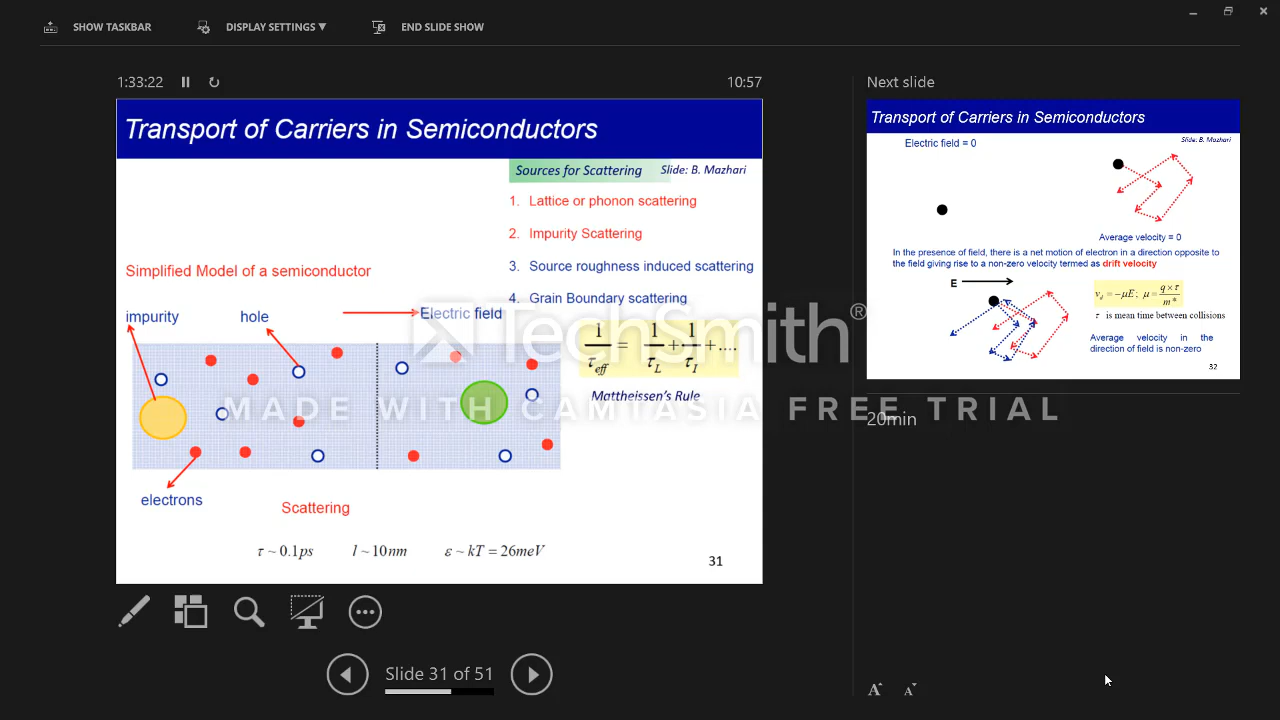 SHOW TASKBAR
DISPLAY SETTINGS ▼
END SLIDE SHOW
1:33:22
10:57
Transport of Carriers in Semiconductors
Sources for Scattering
Slide: B. Mazhari
1. Lattice or phonon scattering
2. Impurity Scattering
3. Source roughness induced scattering
4. Grain Boundary scattering
Simplified Model of a semiconductor
impurity
hole
Electric field
1/τeff = 1/τL + 1/τI + ....
Mattheissen's Rule
electrons
Scattering
τ ~ 0.1ps
l ~ 10nm
ε ~ kT = 26meV
31
TechSmith®
MADE WITH CAMTASIA FREE TRIAL
Slide 31 of 51
Next slide
Transport of Carriers in Semiconductors
Electric field = 0
Slide: B. Mazhari
Average velocity = 0
In the presence of field, there is a net motion of electron in a direction opposite to
the field giving rise to a non-zero velocity termed as drift velocity
E
vd = −μE; μ = q × τ / m*
τ is mean time between collisions
Average velocity in the
direction of field is non-zero
32
20min
A A